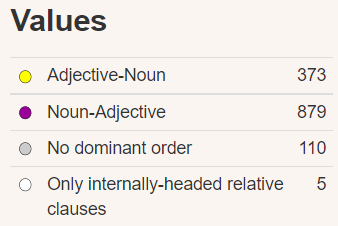 Values
Adjective-Noun 373
Noun-Adjective 879
No dominant order 110
Only internally-headed relative 5
clauses